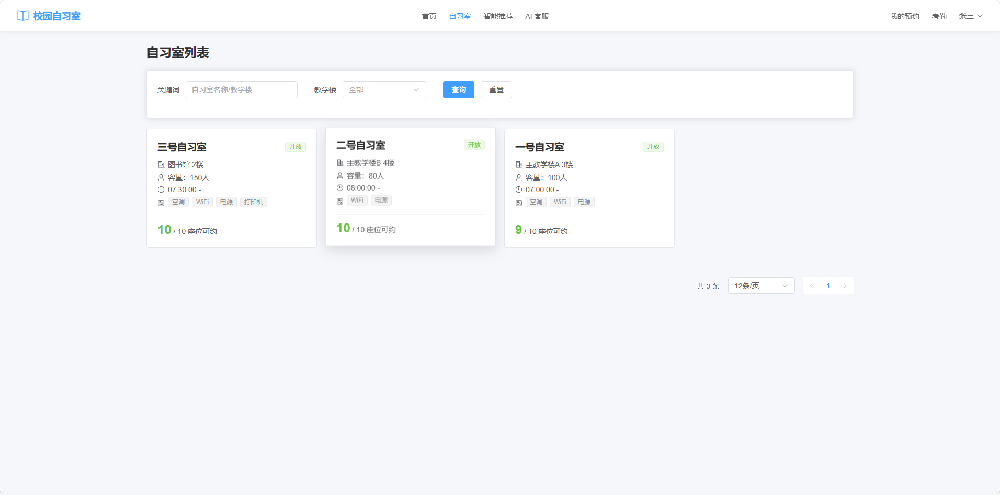 校园自习室
首页 自习室 智能推荐 AI 客服
我的预约 考勤 张三
自习室列表
关键词 自习室名称/教学楼 教学楼 全部 查询 重置
三号自习室 开放
图书馆 2楼
容量：150人
07:30:00 -
空调 WiFi 电源 打印机
10 / 10 座位可约
二号自习室 开放
主教学楼B 4楼
容量：80人
08:00:00 -
WiFi 电源
10 / 10 座位可约
一号自习室 开放
主教学楼A 3楼
容量：100人
07:00:00 -
空调 WiFi 电源
9 / 10 座位可约
共 3 条 12条/页 1